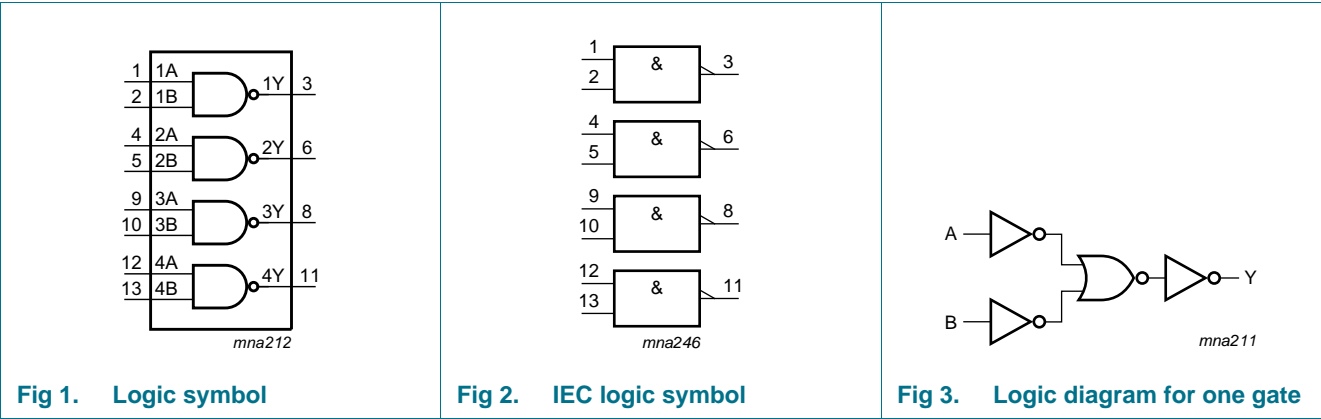 1 1A
2 1B
1Y 3
4 2A
5 2B
2Y 6
9 3A
10 3B
3Y 8
12 4A
13 4B
4Y 11
mna212
Fig 1. Logic symbol
1
2
&
3
4
5
&
6
9
10
&
8
12
13
&
11
mna246
Fig 2. IEC logic symbol
A
B
Y
mna211
Fig 3. Logic diagram for one gate